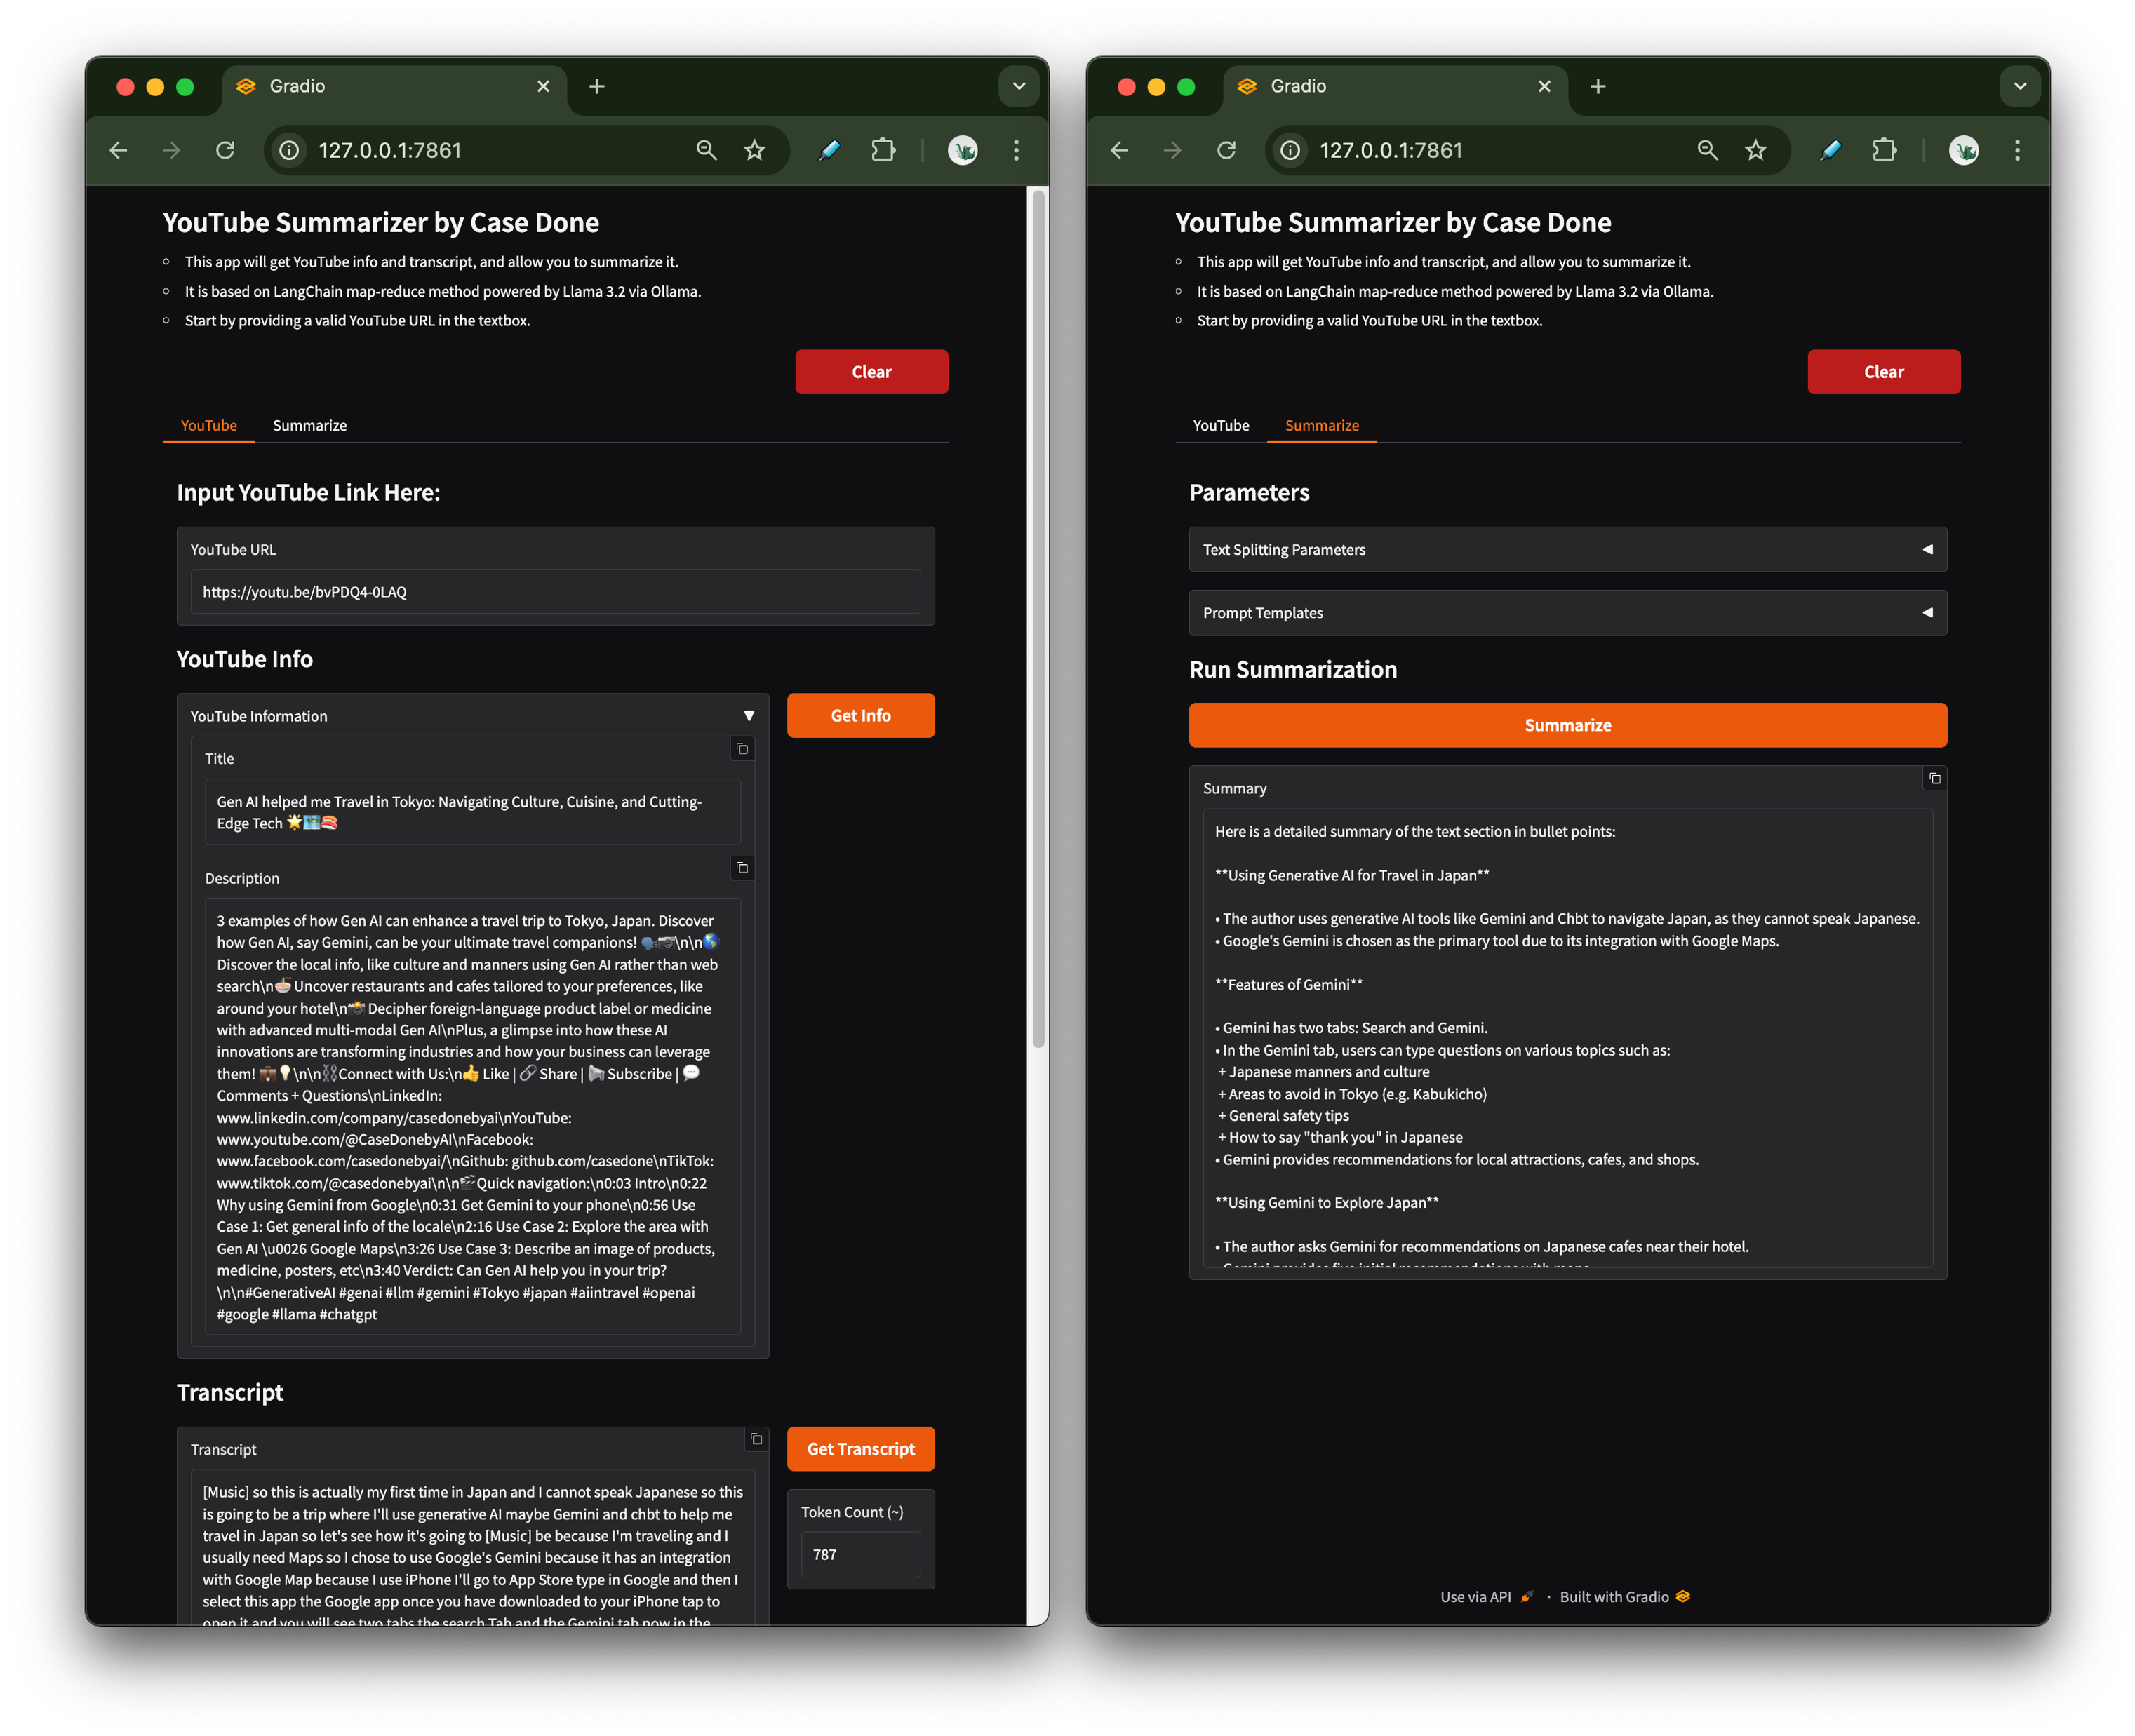 Gradio
127.0.0.1:7861
YouTube Summarizer by Case Done
This app will get YouTube info and transcript, and allow you to summarize it.
It is based on LangChain map-reduce method powered by Llama 3.2 via Ollama.
Start by providing a valid YouTube URL in the textbox.
Clear
YouTube Summarize
Input YouTube Link Here:
YouTube URL
https://youtu.be/bvPDQ4-0LAQ
YouTube Info
YouTube Information
Get Info
Title
Gen AI helped me Travel in Tokyo: Navigating Culture, Cuisine, and Cutting-
Edge Tech 🌟🗺️🍣
Description
3 examples of how Gen AI can enhance a travel trip to Tokyo, Japan. Discover
how Gen AI, say Gemini, can be your ultimate travel companions! 🗣️📷\n\n🌎
Discover the local info, like culture and manners using Gen AI rather than web
search\n🍜 Uncover restaurants and cafes tailored to your preferences, like
around your hotel\n📸 Decipher foreign-language product label or medicine
with advanced multi-modal Gen AI\nPlus, a glimpse into how these AI
innovations are transforming industries and how your business can leverage
them! 💼💡\n\n⛓️Connect with Us:\n👍 Like | 🔗 Share | 📢 Subscribe | 💬
Comments + Questions\nLinkedIn:
www.linkedin.com/company/casedonebyai\nYouTube:
www.youtube.com/@CaseDonebyAI\nFacebook:
www.facebook.com/casedonebyai/\nGithub: github.com/casedone\nTikTok:
www.tiktok.com/@casedonebyai\n\n🎬Quick navigation:\n0:03 Intro\n0:22
Why using Gemini from Google\n0:31 Get Gemini to your phone\n0:56 Use
Case 1: Get general info of the locale\n2:16 Use Case 2: Explore the area with
Gen AI \u0026 Google Maps\n3:26 Use Case 3: Describe an image of products,
medicine, posters, etc\n3:40 Verdict: Can Gen AI help you in your trip?
\n\n#GenerativeAI #genai #llm #gemini #Tokyo #japan #aiintravel #openai
#google #llama #chatgpt
Transcript
Transcript
Get Transcript
Token Count (~)
787
[Music] so this is actually my first time in Japan and I cannot speak Japanese so this
is going to be a trip where I'll use generative AI maybe Gemini and chbt to help me
travel in Japan so let's see how it's going to [Music] be because I'm traveling and I
usually need Maps so I chose to use Google's Gemini because it has an integration
with Google Map because I use iPhone I'll go to App Store type in Google and then I
select this app the Google app once you have downloaded to your iPhone tap to
open it and you will see two tabs the search Tab and the Gemini tab now in the
Gradio
127.0.0.1:7861
YouTube Summarizer by Case Done
This app will get YouTube info and transcript, and allow you to summarize it.
It is based on LangChain map-reduce method powered by Llama 3.2 via Ollama.
Start by providing a valid YouTube URL in the textbox.
Clear
YouTube Summarize
Parameters
Text Splitting Parameters
Prompt Templates
Run Summarization
Summarize
Summary
Here is a detailed summary of the text section in bullet points:
**Using Generative AI for Travel in Japan**
• The author uses generative AI tools like Gemini and Chbt to navigate Japan, as they cannot speak Japanese.
• Google's Gemini is chosen as the primary tool due to its integration with Google Maps.
**Features of Gemini**
• Gemini has two tabs: Search and Gemini.
• In the Gemini tab, users can type questions on various topics such as:
+ Japanese manners and culture
+ Areas to avoid in Tokyo (e.g. Kabukicho)
+ General safety tips
+ How to say "thank you" in Japanese
• Gemini provides recommendations for local attractions, cafes, and shops.
**Using Gemini to Explore Japan**
• The author asks Gemini for recommendations on Japanese cafes near their hotel.
• Gemini provides five initial recommendations with maps
Use via API 🚀 · Built with Gradio